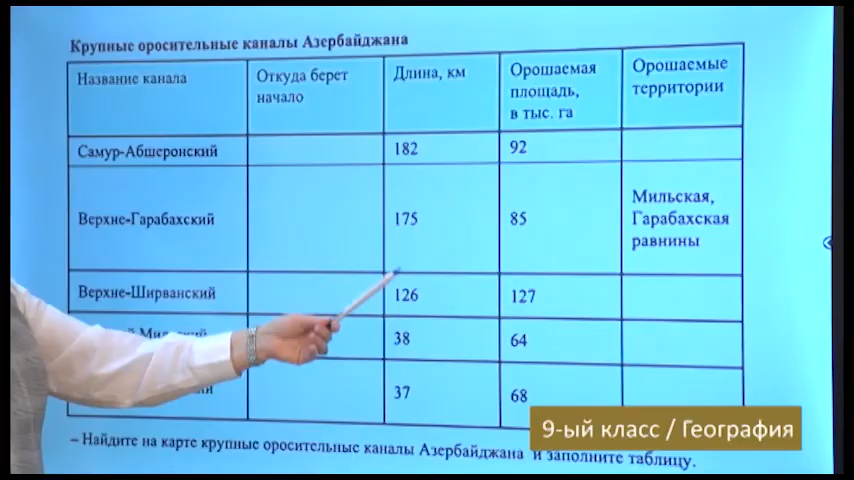 Крупные оросительные каналы Азербайджана
Название канала
Откуда берет
начало
Длина, км
Орошаемая
площадь,
в тыс. га
Орошаемые
территории
Самур-Абшеронский
182
92
Верхне-Гарабахский
175
85
Мильская,
Гарабахская
равнины
Верхне-Ширванский
126
127
38
64
37
68
– Найдите на карте крупные оросительные каналы Азербайджана и заполните таблицу.
9-ый класс / География